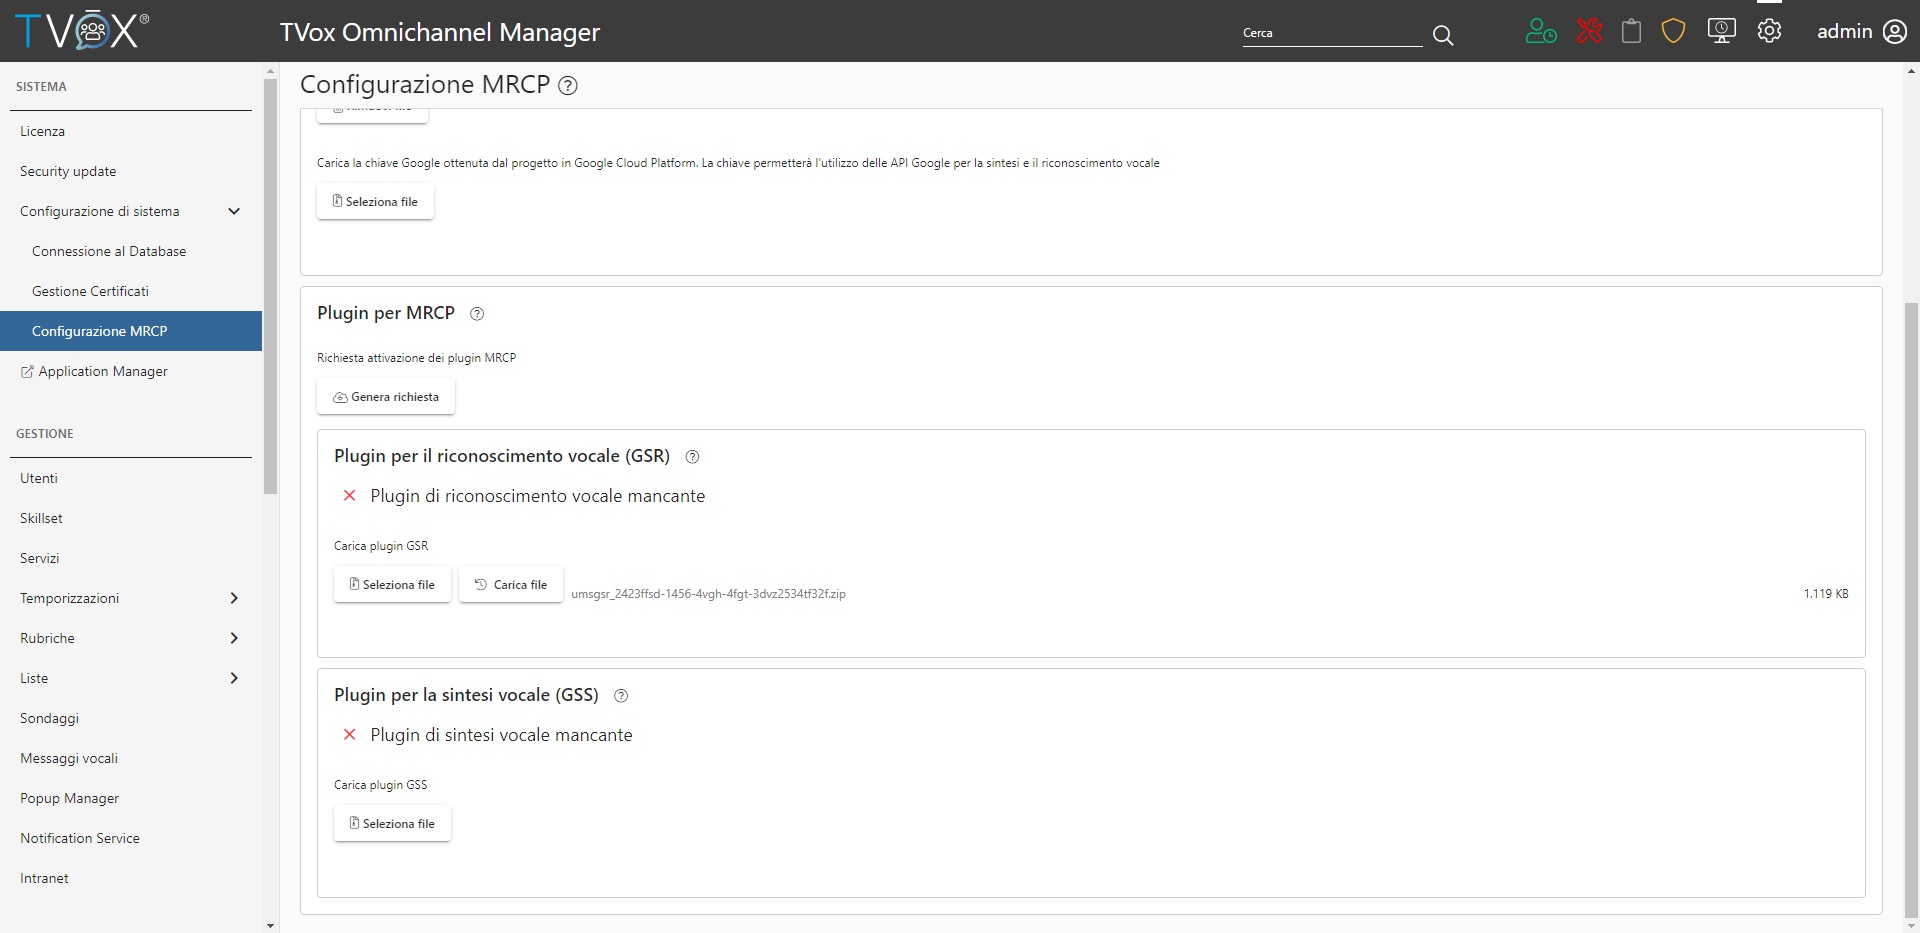 TVOX®
TVox Omnichannel Manager
Cerca
admin
SISTEMA
Licenza
Security update
Configurazione di sistema
Connessione al Database
Gestione Certificati
Configurazione MRCP
Application Manager
GESTIONE
Utenti
Skillset
Servizi
Temporizzazioni
Rubriche
Liste
Sondaggi
Messaggi vocali
Popup Manager
Notification Service
Intranet
Configurazione MRCP
Carica la chiave Google ottenuta dal progetto in Google Cloud Platform. La chiave permetterà l'utilizzo delle API Google per la sintesi e il riconoscimento vocale
Seleziona file
Plugin per MRCP
Richiesta attivazione dei plugin MRCP
Genera richiesta
Plugin per il riconoscimento vocale (GSR)
Plugin di riconoscimento vocale mancante
Carica plugin GSR
Seleziona file
Carica file
umsgsr_2423ffsd-1456-4vgh-4fgt-3dvz2534tf32f.zip
1.119 KB
Plugin per la sintesi vocale (GSS)
Plugin di sintesi vocale mancante
Carica plugin GSS
Seleziona file